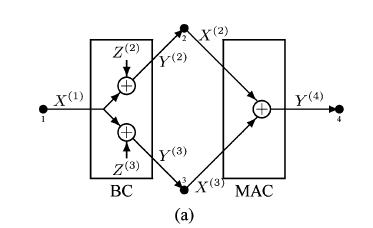 2
Z^{(2)}
X^{(2)}
Y^{(2)}
X^{(1)}
Y^{(4)}
1
4
Y^{(3)}
Z^{(3)}
3
X^{(3)}
BC
MAC
(a)